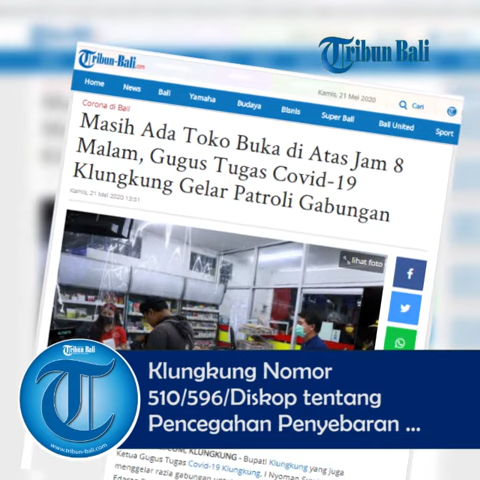 Tribun Bali
Tribun-Bali.com
Kamis, 21 Mei 2020
Cari
Home News Bali Yamaha Budaya Bisnis Super Ball Bali United Sport
Corona di Bali
Masih Ada Toko Buka di Atas Jam 8
Malam, Gugus Tugas Covid-19
Klungkung Gelar Patroli Gabungan
Kamis, 21 Mei 2020 13:31
lihat foto
Tribun Bali
www.tribun-bali.com
Klungkung Nomor
510/596/Diskop tentang
Pencegahan Penyebaran ...
KLUNGKUNG - Bupati Klungkung yang juga
Ketua Gugus Tugas Covid-19 Klungkung, I Nyoman
menggelar razia gabungan